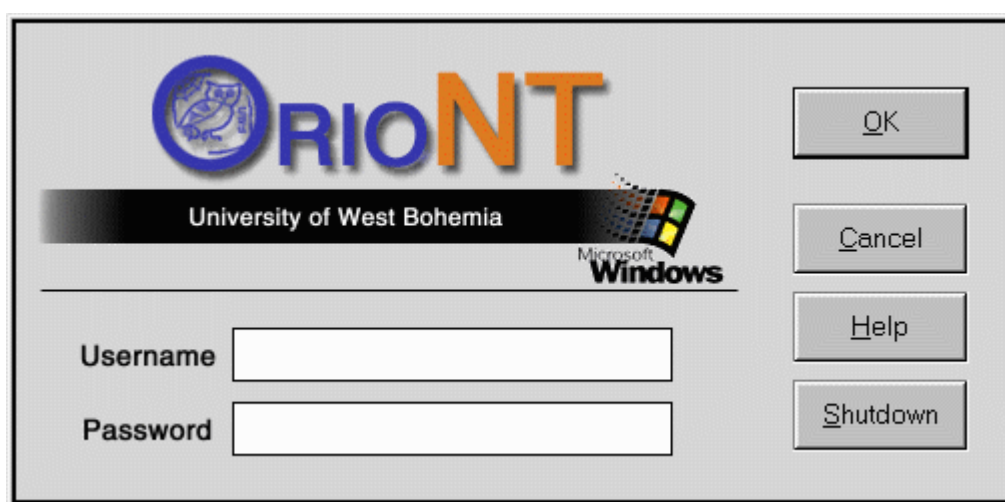 ORIONT
University of West Bohemia
Microsoft
Windows
Username
Password
OK
Cancel
Help
Shutdown